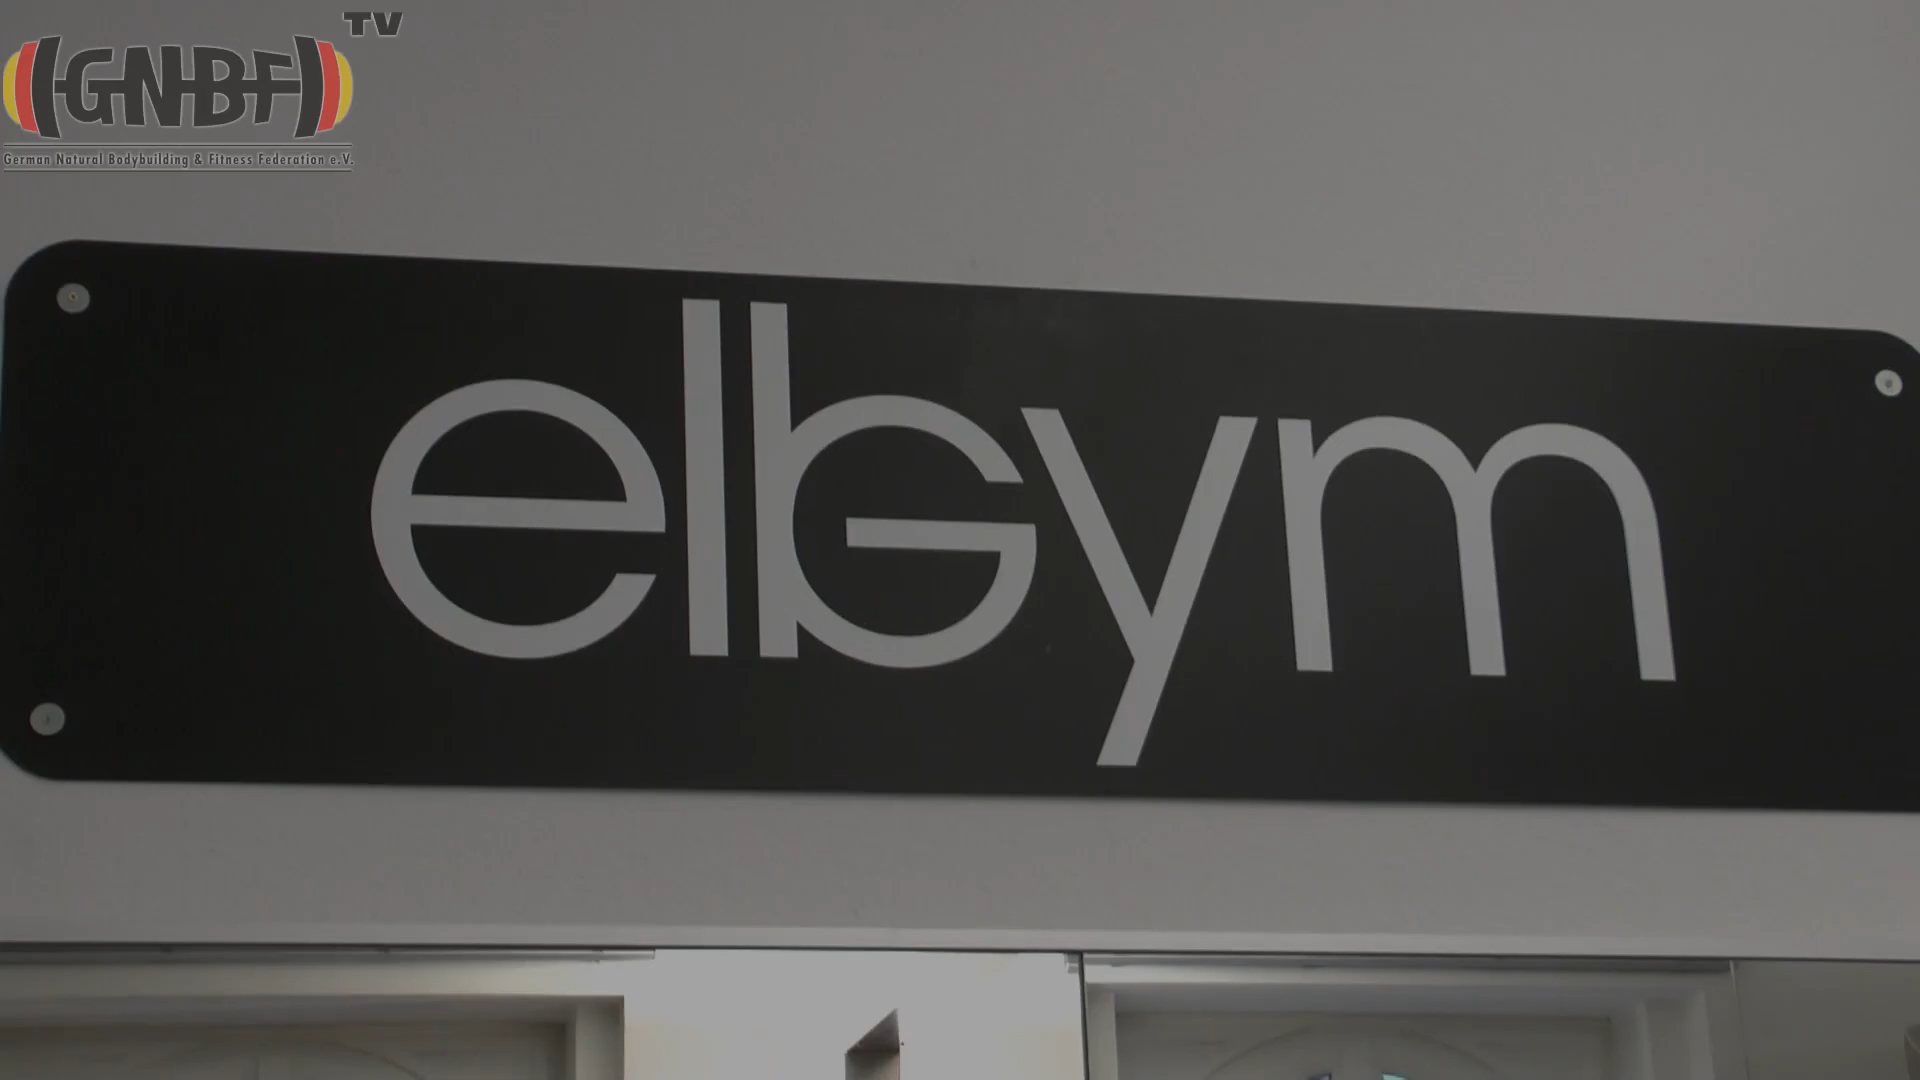 TV
GNBF
German Natural Bodybuilding & Fitness Federation e.V.
elbgym